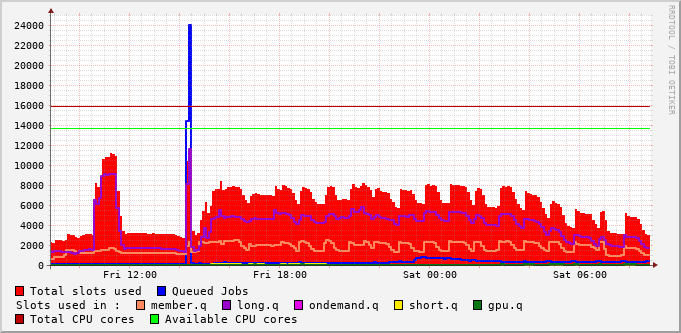 RRDTOOL / TOBI OETIKER
24000
22000
20000
18000
16000
14000
12000
10000
8000
6000
4000
2000
0
Fri 12:00 Fri 18:00 Sat 00:00 Sat 06:00
Total slots used Queued Jobs
Slots used in : member.q long.q ondemand.q short.q gpu.q
Total CPU cores Available CPU cores